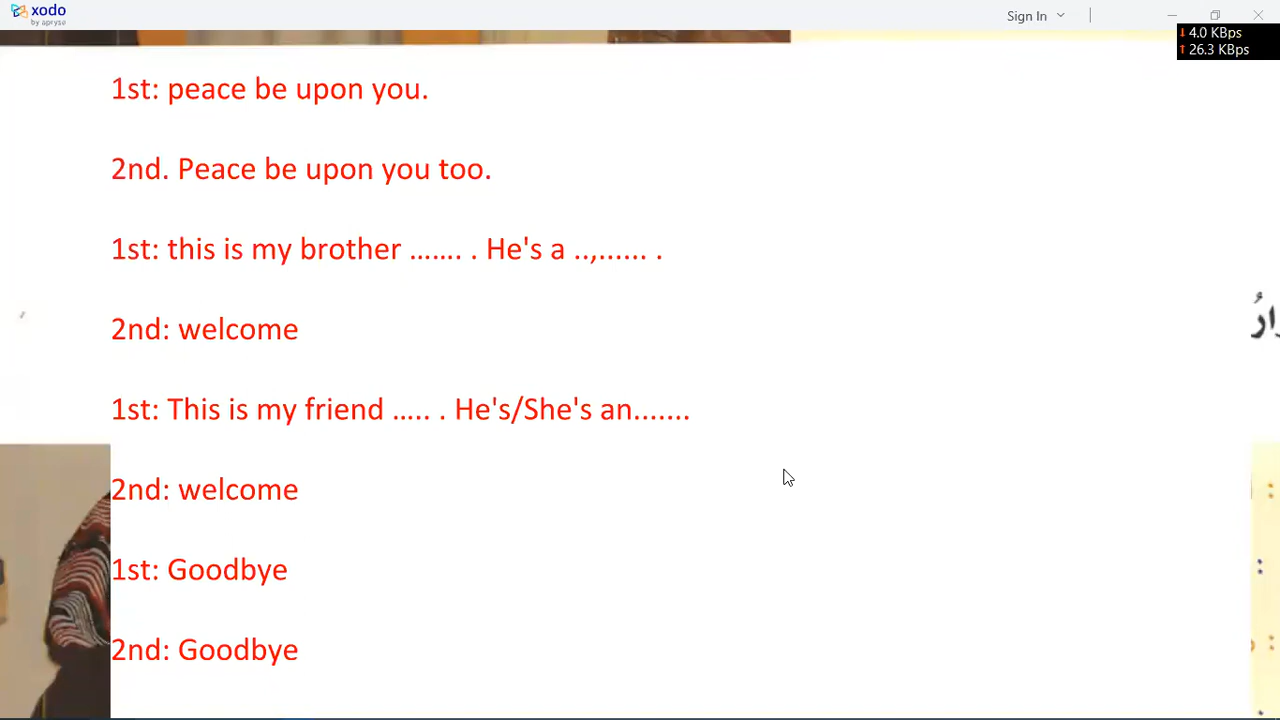 xodo
by apryse
Sign In
4.0 KBps
26.3 KBps
1st: peace be upon you.
2nd. Peace be upon you too.
1st: this is my brother ....... . He's a ..,...... .
2nd: welcome
1st: This is my friend ..... . He's/She's an.......
2nd: welcome
1st: Goodbye
2nd: Goodbye